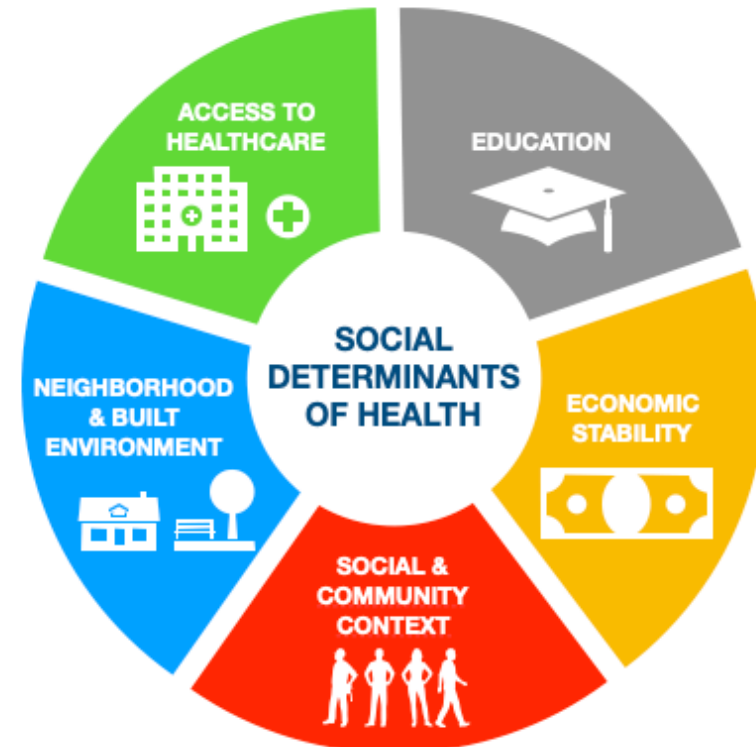 ACCESS TO
HEALTHCARE
EDUCATION
SOCIAL
DETERMINANTS
OF HEALTH
NEIGHBORHOOD
& BUILT
ENVIRONMENT
ECONOMIC
STABILITY
SOCIAL &
COMMUNITY
CONTEXT